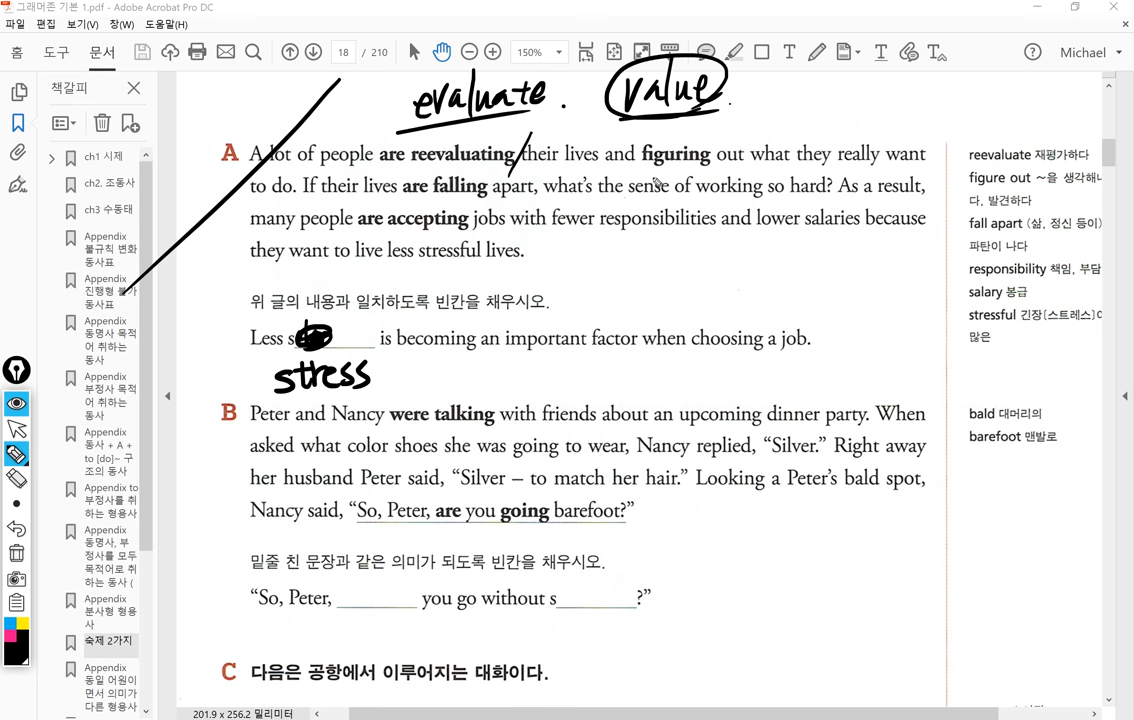 그래머존 기본 1.pdf - Adobe Acrobat Pro DC
파일 편집 보기(V) 창(W) 도움말(H)
홈 도구 문서 18 / 210 150% Michael
책갈피
ch1 시제
ch2. 조동사
ch3 수동태
Appendix
불규칙 변화
동사표
Appendix
진행형 불가
동사표
Appendix
동명사 목적
어 취하는
동사
Appendix
부정사 목적
어 취하는
동사
Appendix
동사 + A +
to [do]~ 구
조의 동사
Appendix to
부정사를 취
하는 형용사
Appendix
동명사, 부
정사를 모두
목적어로 취
하는 동사 (
Appendix
분사형 형용
사
숙제 2가지
Appendix
동일 어원이
면서 의미가
다른 형용사
evaluate. value.
A A lot of people are reevaluating their lives and figuring out what they really want
to do. If their lives are falling apart, what's the sense of working so hard? As a result,
many people are accepting jobs with fewer responsibilities and lower salaries because
they want to live less stressful lives.
위 글의 내용과 일치하도록 빈칸을 채우시오.
Less s________ is becoming an important factor when choosing a job.
stress
B Peter and Nancy were talking with friends about an upcoming dinner party. When
asked what color shoes she was going to wear, Nancy replied, "Silver." Right away
her husband Peter said, "Silver – to match her hair." Looking a Peter's bald spot,
Nancy said, "So, Peter, are you going barefoot?"
밑줄 친 문장과 같은 의미가 되도록 빈칸을 채우시오.
"So, Peter, ________ you go without s________?"
C 다음은 공항에서 이루어지는 대화이다.
reevaluate 재평가하다
figure out ~을 생각해내
다, 발견하다
fall apart (삶, 정신 등이)
파탄이 나다
responsibility 책임, 부담
salary 봉급
stressful 긴장[스트레스]이
많은
bald 대머리의
barefoot 맨발로
201.9 x 256.2 밀리미터